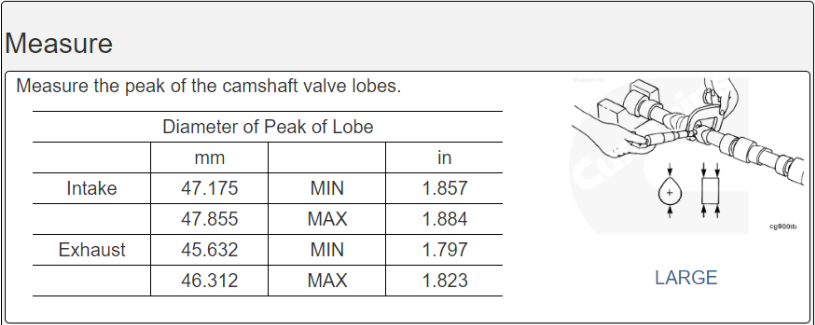 Measure
Measure the peak of the camshaft valve lobes.
Diameter of Peak of Lobe
mm in
Intake 47.175 MIN 1.857
47.855 MAX 1.884
Exhaust 45.632 MIN 1.797
46.312 MAX 1.823
cg800tb
LARGE